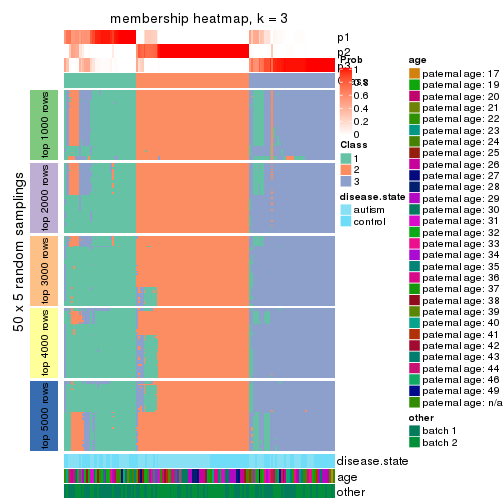 membership heatmap, k = 3
p1
p2
p3
Prob
1
0.8
0.6
0.4
0.2
0
Class
1
2
3
disease.state
autism
control
50 x 5 random samplings
top 1000 rows
top 2000 rows
top 3000 rows
top 4000 rows
top 5000 rows
disease.state
age
other
age
paternal age: 17
paternal age: 19
paternal age: 20
paternal age: 21
paternal age: 22
paternal age: 23
paternal age: 24
paternal age: 25
paternal age: 26
paternal age: 27
paternal age: 28
paternal age: 29
paternal age: 30
paternal age: 31
paternal age: 32
paternal age: 33
paternal age: 34
paternal age: 35
paternal age: 36
paternal age: 37
paternal age: 38
paternal age: 39
paternal age: 40
paternal age: 41
paternal age: 42
paternal age: 43
paternal age: 44
paternal age: 46
paternal age: 49
paternal age: n/a
other
batch 1
batch 2